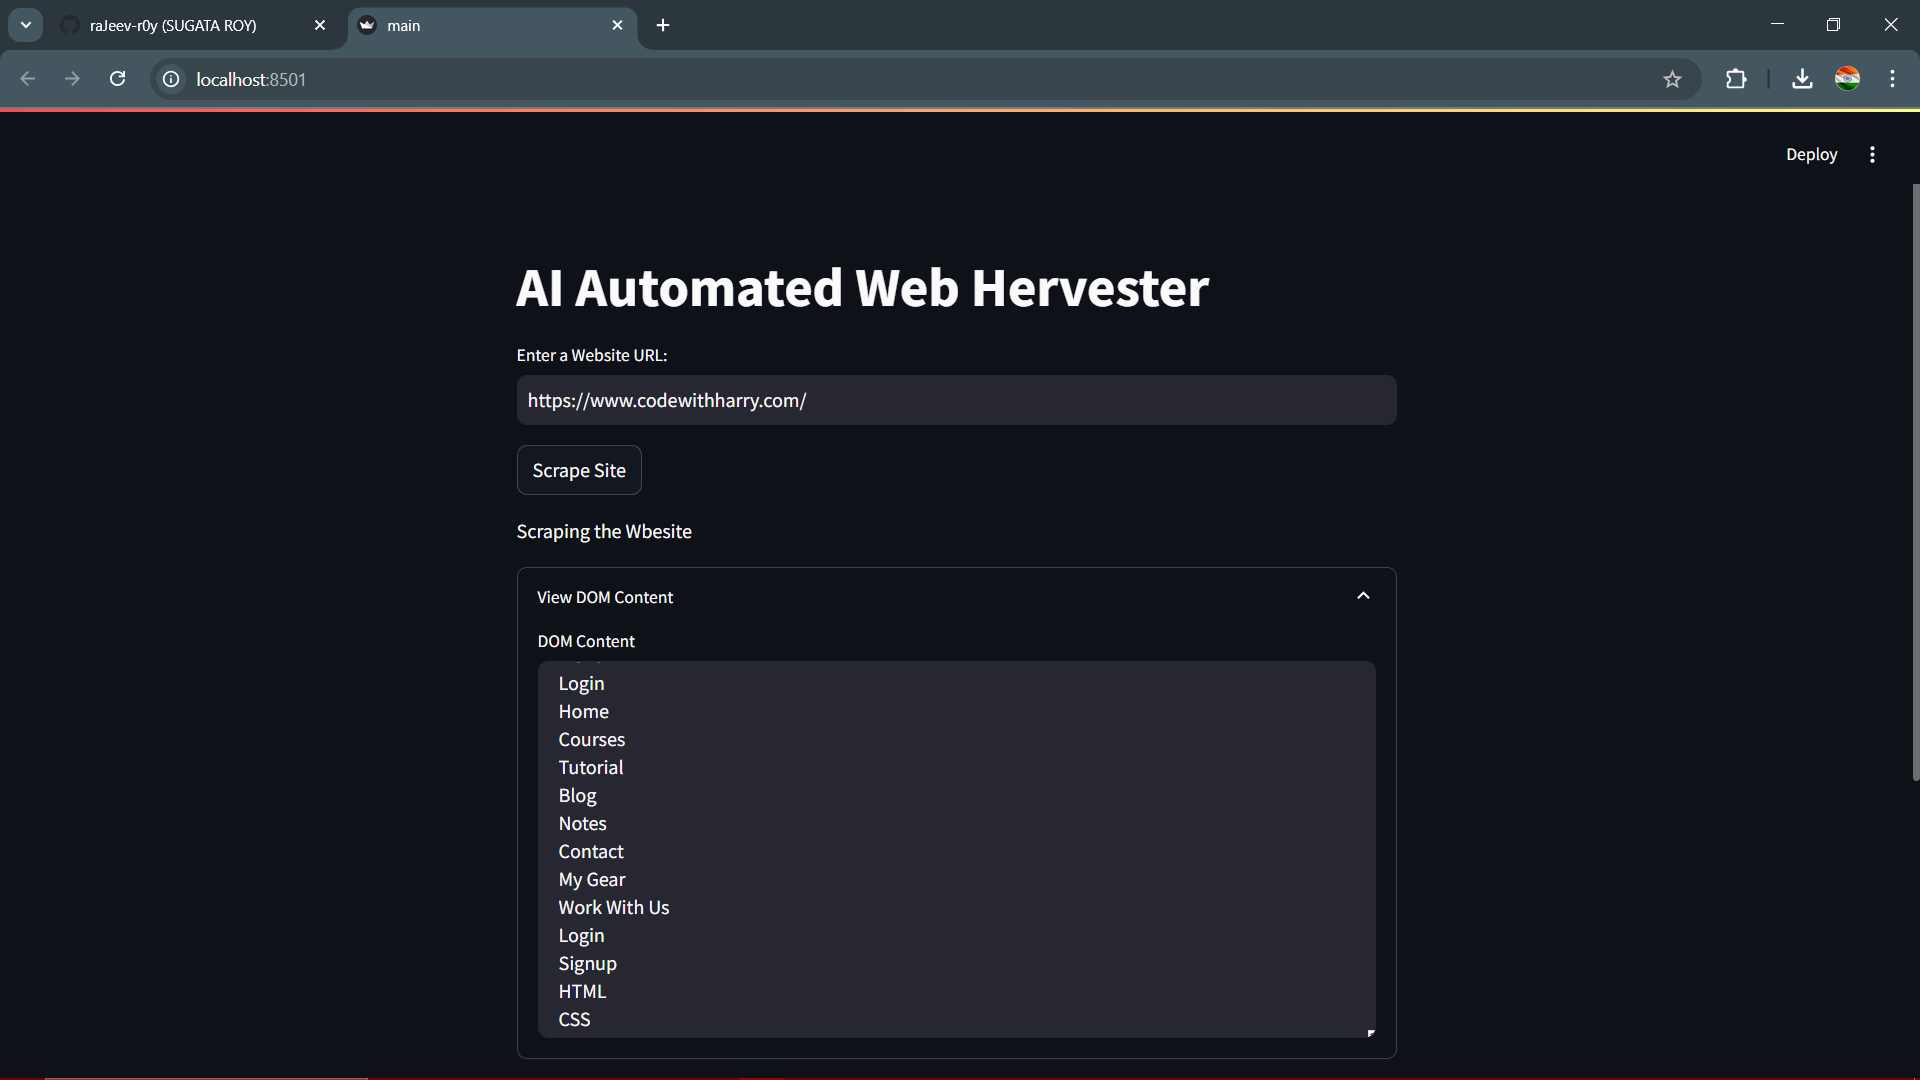 raJeev-r0y (SUGATA ROY)
main
localhost:8501
Deploy
AI Automated Web Hervester
Enter a Website URL:
https://www.codewithharry.com/
Scrape Site
Scraping the Wbesite
View DOM Content
DOM Content
Login
Home
Courses
Tutorial
Blog
Notes
Contact
My Gear
Work With Us
Login
Signup
HTML
CSS